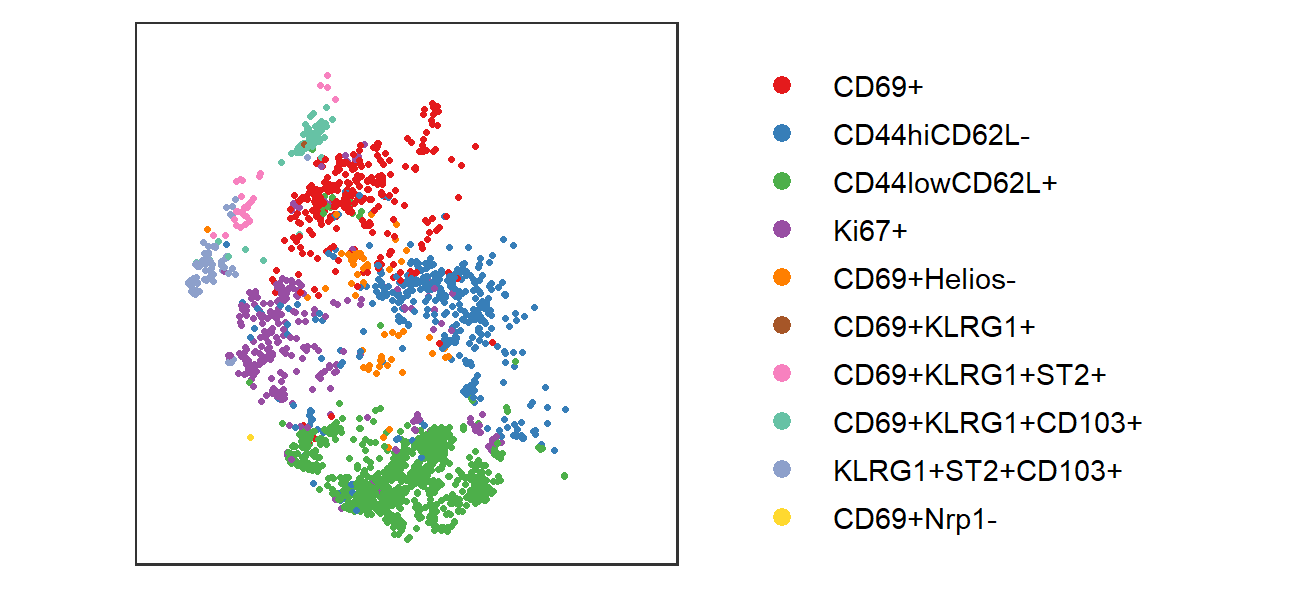 CD69+
CD44hiCD62L-
CD44lowCD62L+
Ki67+
CD69+Helios-
CD69+KLRG1+
CD69+KLRG1+ST2+
CD69+KLRG1+CD103+
KLRG1+ST2+CD103+
CD69+Nrp1-